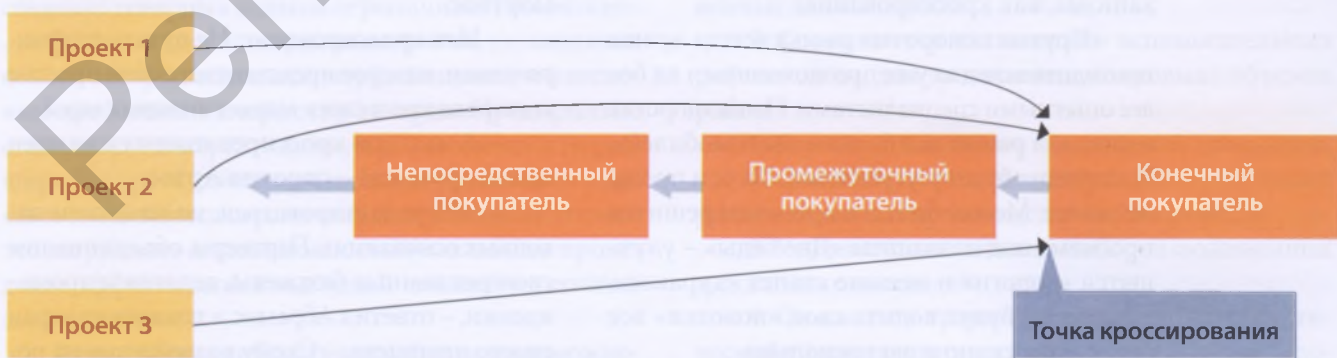 Проект 1
Непосредственный
покупатель
Промежуточный
покупатель
Конечный
покупатель
Проект 2
Проект 3
Точка кроссирования